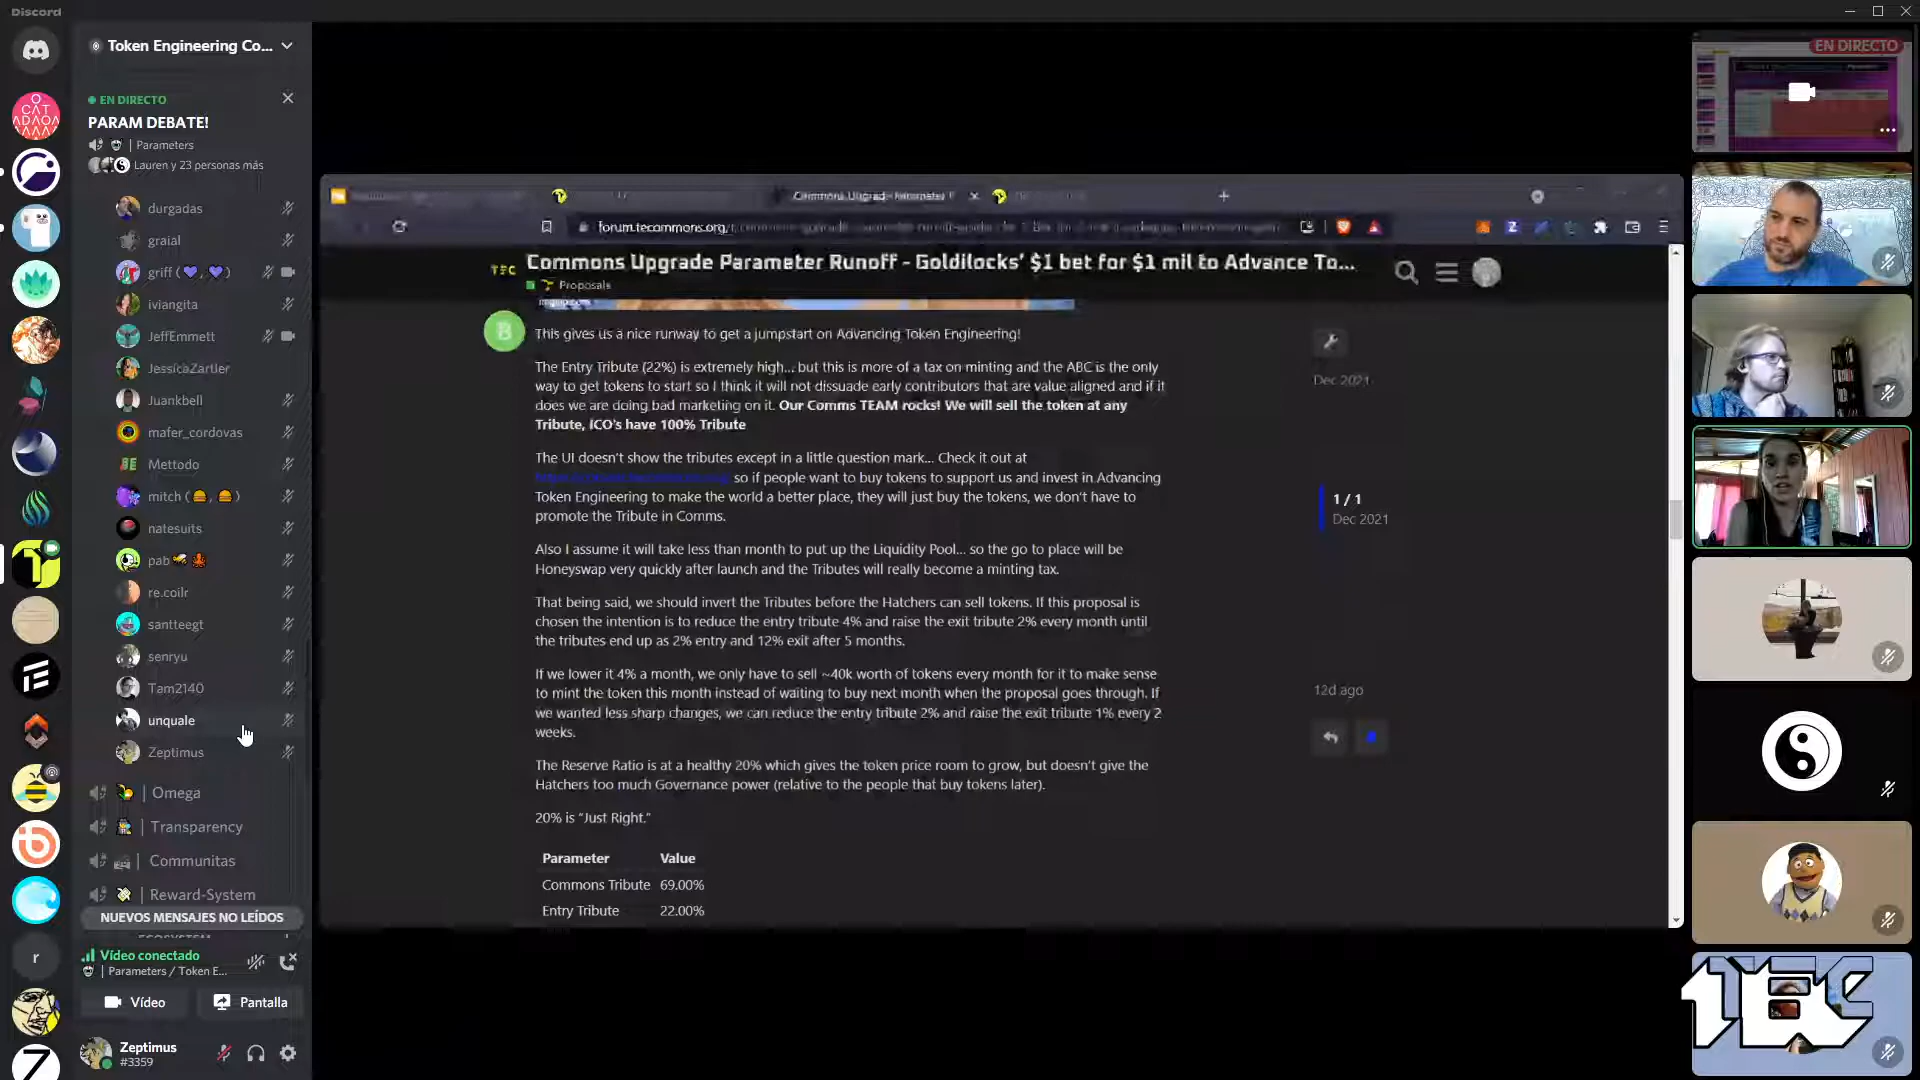 Discord
Token Engineering Co...
EN DIRECTO
PARAM DEBATE!
Parameters
Lauren y 23 personas más
durgadas
graial
griff (💜, 💜)
iviangita
JeffEmmett
JessicaZartler
Juankbell
mafer_cordovas
Mettodo
mitch (🍔, 🍔)
natesuits
pab 🐝 🐙
re.coilr
santteegt
senryu
Tam2140
unquale
Zeptimus
| Omega
| Transparency
| Communitas
| Reward-System
NUEVOS MENSAJES NO LEÍDOS
Vídeo conectado
| Parameters / Token E...
Vídeo
Pantalla
Zeptimus
#3359
Commons Upgrade Parameter
forum.tecommons.org
TEC
Commons Upgrade Parameter Runoff - Goldilocks' $1 bet for $1 mil to Advance To...
Proposals
B
This gives us a nice runway to get a jumpstart on Advancing Token Engineering!
The Entry Tribute (22%) is extremely high... but this is more of a tax on minting and the ABC is the only
way to get tokens to start so I think it will not dissuade early contributors that are value aligned and if it
does we are doing bad marketing on it. Our Comms TEAM rocks! We will sell the token at any
Tribute, ICO's have 100% Tribute
The UI doesn't show the tributes except in a little question mark... Check it out at
so if people want to buy tokens to support us and invest in Advancing
Token Engineering to make the world a better place, they will just buy the tokens, we don't have to
promote the Tribute in Comms.
Also I assume it will take less than month to put up the Liquidity Pool... so the go to place will be
Honeyswap very quickly after launch and the Tributes will really become a minting tax.
That being said, we should invert the Tributes before the Hatchers can sell tokens. If this proposal is
chosen the intention is to reduce the entry tribute 4% and raise the exit tribute 2% every month until
the tributes end up as 2% entry and 12% exit after 5 months.
If we lower it 4% a month, we only have to sell ~40k worth of tokens every month for it to make sense
to mint the token this month instead of waiting to buy next month when the proposal goes through. If
we wanted less sharp changes, we can reduce the entry tribute 2% and raise the exit tribute 1% every 2
weeks.
The Reserve Ratio is at a healthy 20% which gives the token price room to grow, but doesn't give the
Hatchers too much Governance power (relative to the people that buy tokens later).
20% is "Just Right."
Parameter Value
Commons Tribute 69.00%
Entry Tribute 22.00%
Dec 2021
1 / 1
Dec 2021
12d ago
EN DIRECTO
TEC